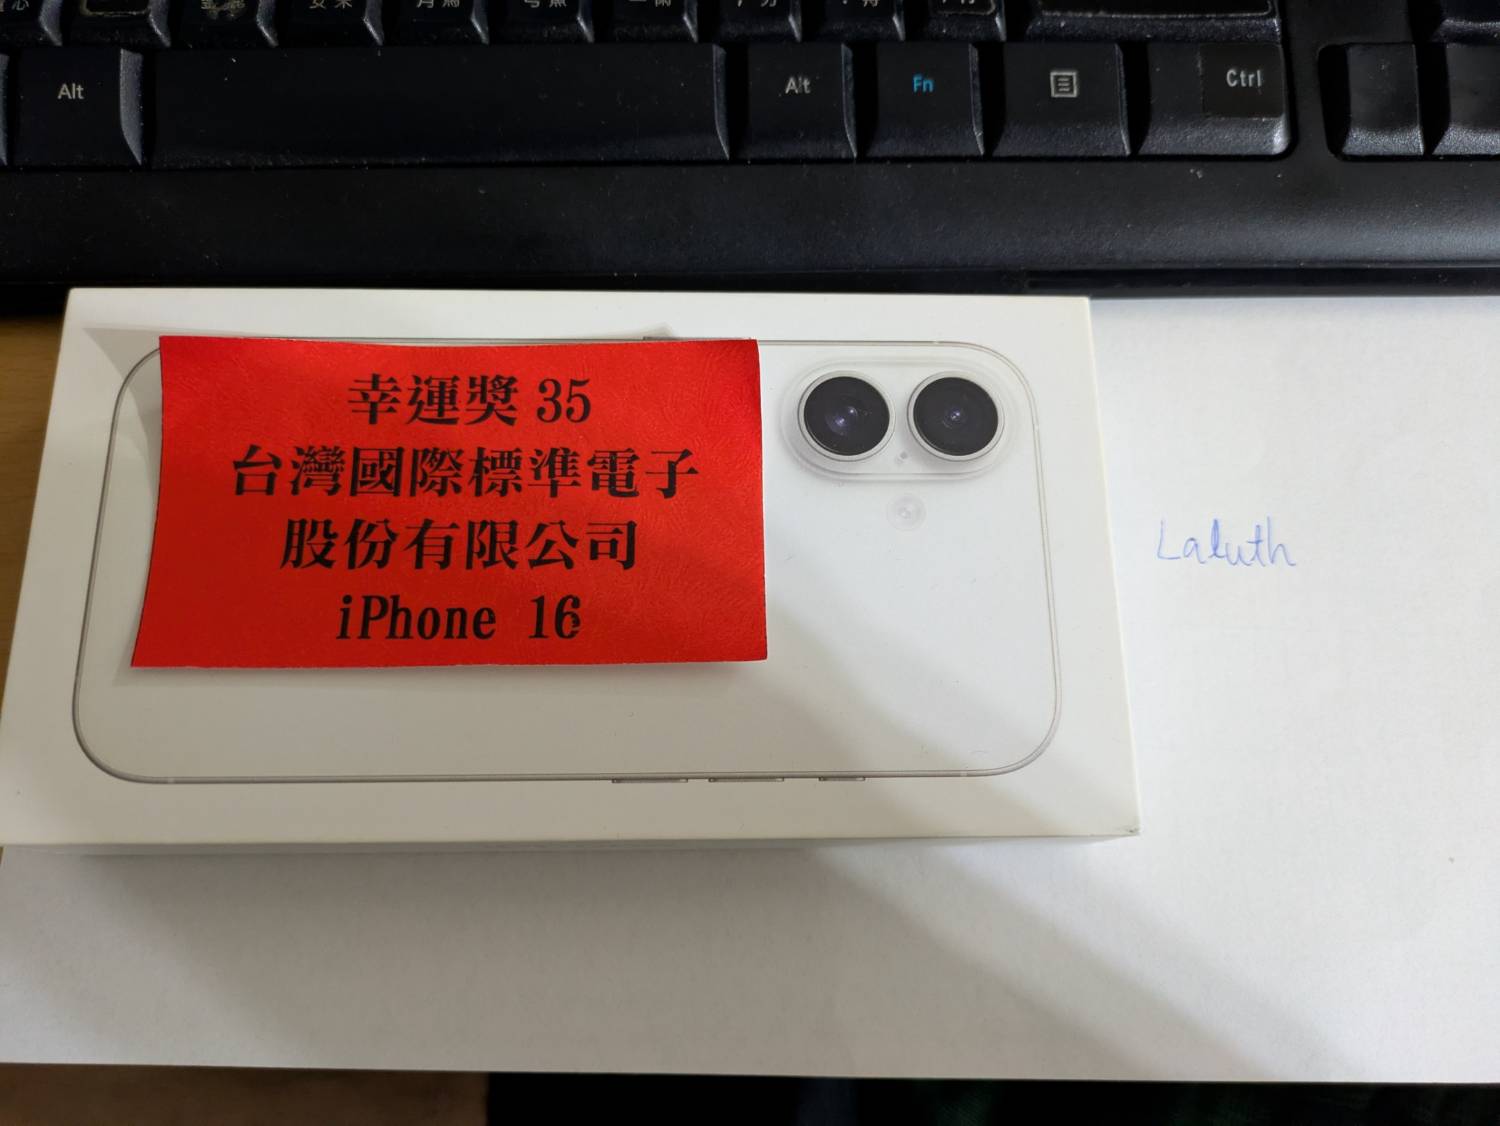 Alt
Alt
Fn
Ctrl
幸運獎 35
台灣國際標準電子
股份有限公司
iPhone 16
Laluth